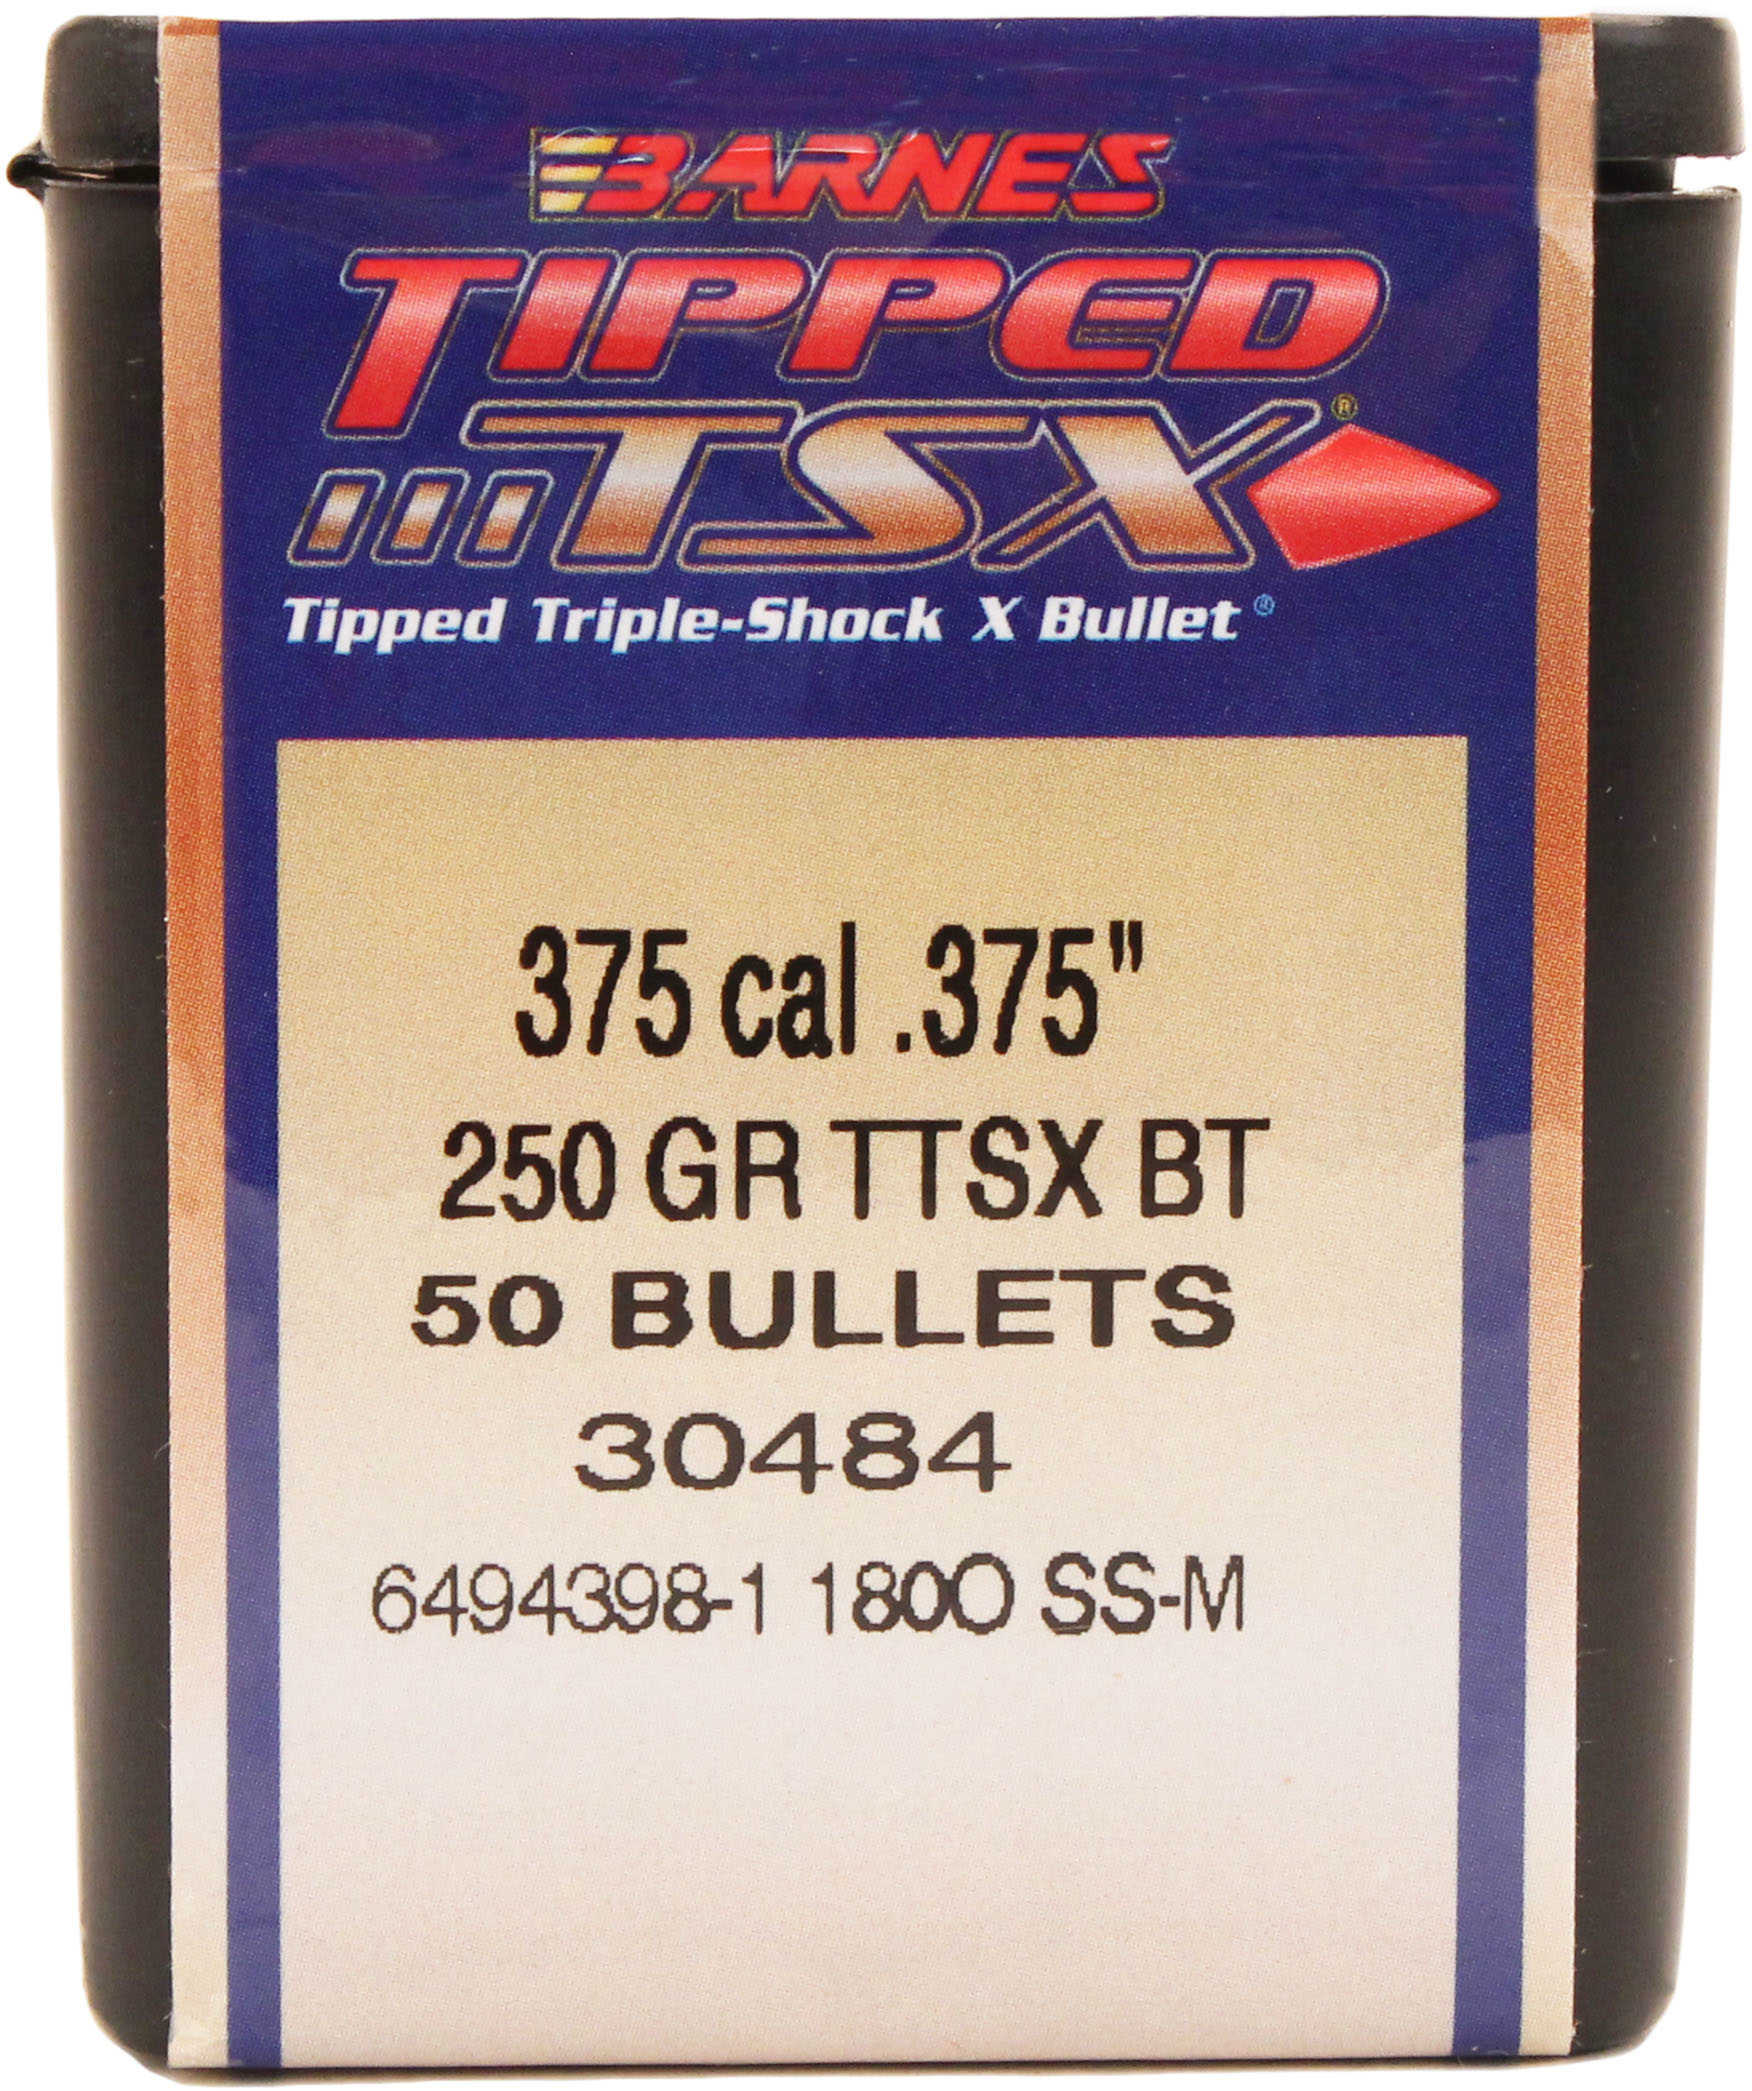 BARNES
TIPPED
TSX®
Tipped Triple-Shock X Bullet®
375 cal .375"
250 GR TTSX BT
50 BULLETS
30484
6494398-1 1800 SS-M